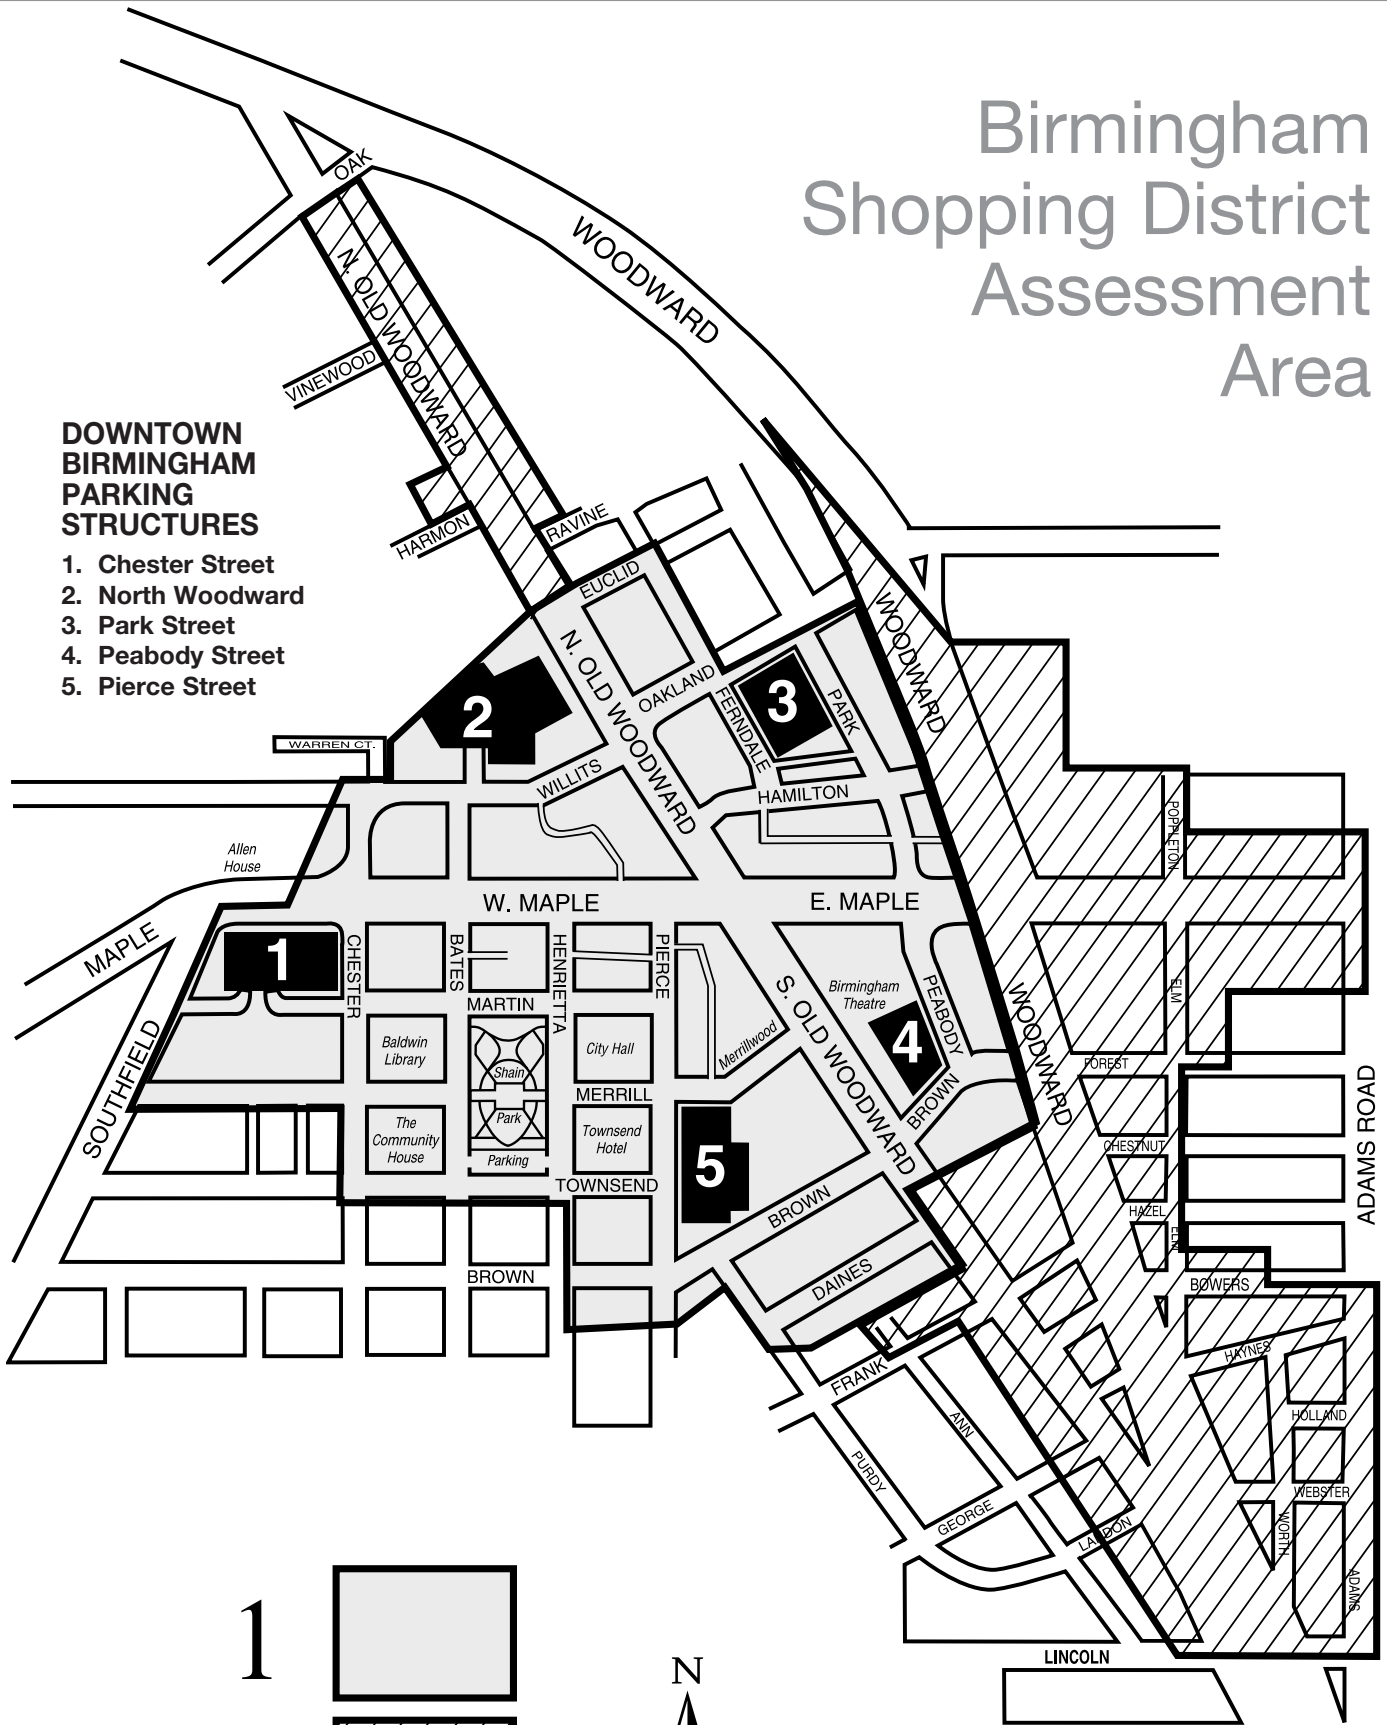 Birmingham
Shopping District
Assessment
Area
DOWNTOWN
BIRMINGHAM
PARKING
STRUCTURES
1. Chester Street
2. North Woodward
3. Park Street
4. Peabody Street
5. Pierce Street
OAK
WOODWARD
N. OLD WOODWARD
VINEWOOD
HARMON
RAVINE
EUCLID
WOODWARD
N. OLD WOODWARD
OAKLAND
FERNDALE
3
PARK
2
WARREN CT.
WILLITS
HAMILTON
POPPLETON
Allen
House
W. MAPLE
E. MAPLE
MAPLE
1
CHESTER
BATES
HENRIETTA
PIERCE
S. OLD WOODWARD
Birmingham
Theatre
PEABODY
WOODWARD
ELM
MARTIN
4
Baldwin
Library
Shain
City Hall
Merrillwood
FOREST
SOUTHFIELD
MERRILL
BROWN
Park
The
Community
House
Townsend
Hotel
CHESTNUT
ADAMS ROAD
Parking
5
TOWNSEND
BROWN
HAZEL
ELM
BROWN
DAINES
BOWERS
HAYNES
FRANK
ANN
HOLLAND
PURDY
WEBSTER
GEORGE
LANDON
WORTH
ADAMS
1
N
LINCOLN